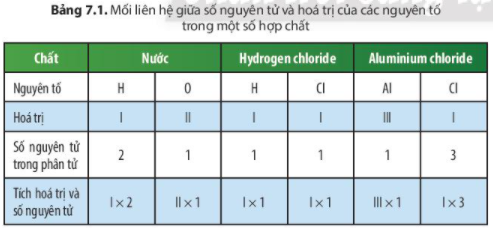 Bảng 7.1. Mối liên hệ giữa số nguyên tử và hoá trị của các nguyên tố
trong một số hợp chất
Chất Nước Hydrogen chloride Aluminium chloride
Nguyên tố H O H Cl Al Cl
Hoá trị I II I I III I
Số nguyên tử
trong phân tử 2 1 1 1 1 3
Tích hoá trị và
số nguyên tử I × 2 II × 1 I × 1 I × 1 III × 1 I × 3